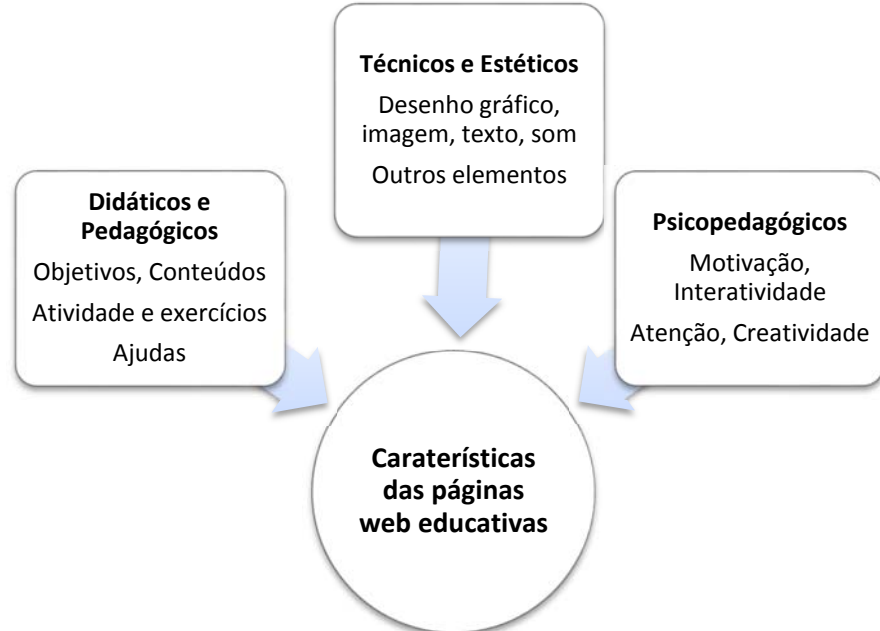 Técnicos e Estéticos
Desenho gráfico,
imagem, texto, som
Outros elementos
Didáticos e
Pedagógicos
Objetivos, Conteúdos
Atividade e exercícios
Ajudas
Psicopedagógicos
Motivação,
Interatividade
Atenção, Creatividade
Caraterísticas
das páginas
web educativas